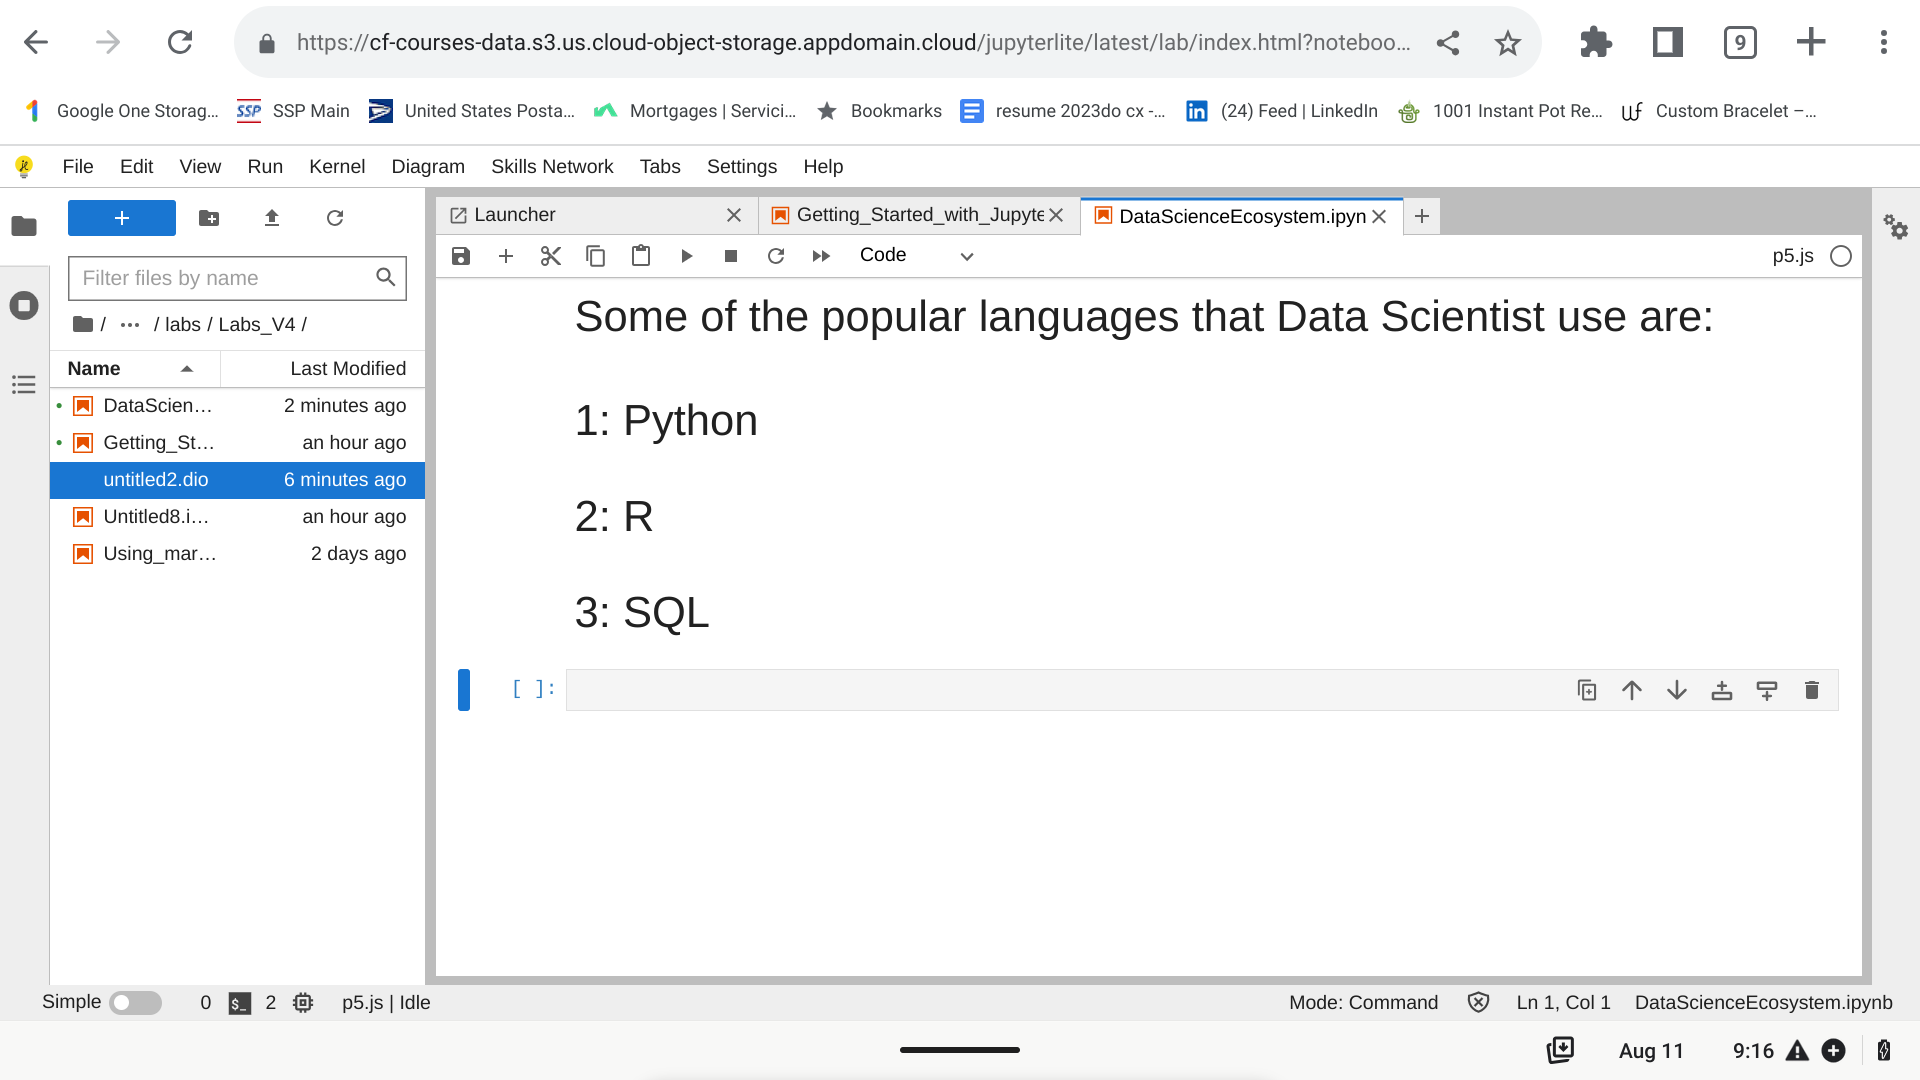 https://cf-courses-data.s3.us.cloud-object-storage.appdomain.cloud/jupyterlite/latest/lab/index.html?noteboo...
9
Google One Storag...
SSP
SSP Main
United States Posta...
Mortgages | Servici...
Bookmarks
resume 2023do cx -...
in
(24) Feed | LinkedIn
1001 Instant Pot Re...
Custom Bracelet –...
File
Edit
View
Run
Kernel
Diagram
Skills Network
Tabs
Settings
Help
Launcher
Getting_Started_with_Jupyte
DataScienceEcosystem.ipyn
Code
p5.js
Filter files by name
/ ... / labs / Labs_V4 /
Name
Last Modified
DataScien... 2 minutes ago
Getting_St... an hour ago
untitled2.dio 6 minutes ago
Untitled8.i... an hour ago
Using_mar... 2 days ago
Some of the popular languages that Data Scientist use are:
1: Python
2: R
3: SQL
[ ]:
Simple
0
$_
2
p5.js | Idle
Mode: Command
Ln 1, Col 1
DataScienceEcosystem.ipynb
Aug 11
9:16